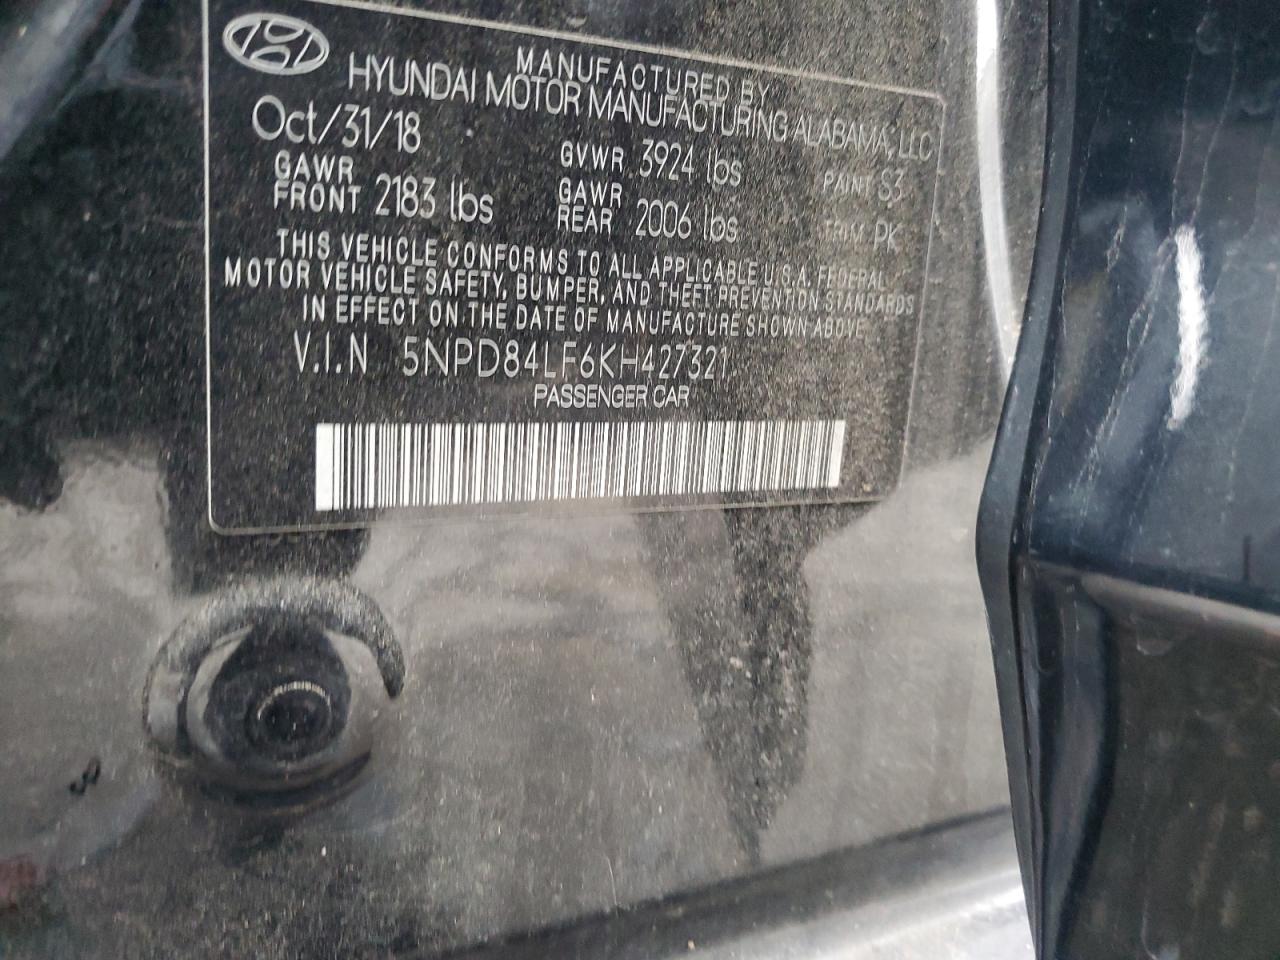 MANUFACTURED BY
HYUNDAI MOTOR MANUFACTURING ALABAMA, LLC
Oct/31/18
GVWR 3924 lbs
PAINT S3
GAWR FRONT 2183 lbs
GAWR REAR 2006 lbs
TRIM PK
THIS VEHICLE CONFORMS TO ALL APPLICABLE U.S.A. FEDERAL
MOTOR VEHICLE SAFETY, BUMPER, AND THEFT PREVENTION STANDARDS
IN EFFECT ON THE DATE OF MANUFACTURE SHOWN ABOVE
V.I.N 5NPD84LF6KH427321
PASSENGER CAR